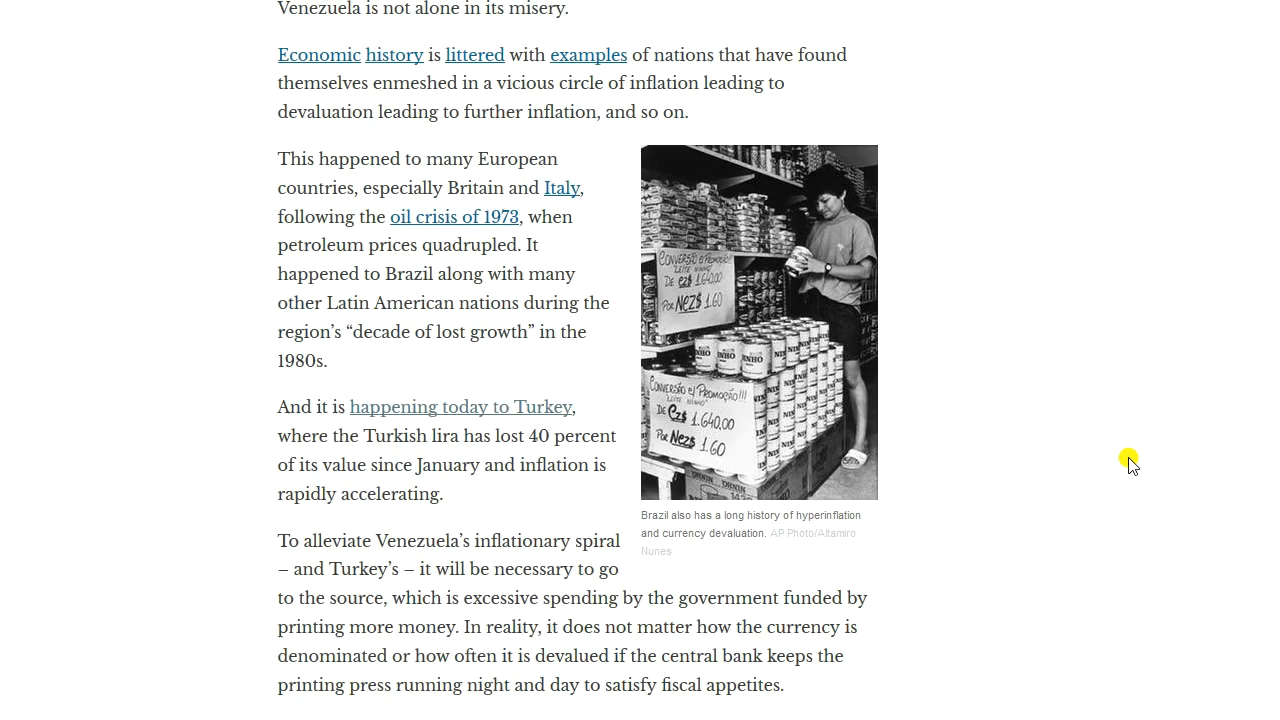 Venezuela is not alone in its misery.
Economic history is littered with examples of nations that have found
themselves enmeshed in a vicious circle of inflation leading to
devaluation leading to further inflation, and so on.
This happened to many European
countries, especially Britain and Italy,
following the oil crisis of 1973, when
petroleum prices quadrupled. It
happened to Brazil along with many
other Latin American nations during the
region’s “decade of lost growth” in the
1980s.
And it is happening today to Turkey,
where the Turkish lira has lost 40 percent
of its value since January and inflation is
rapidly accelerating.
CONVERSÃO e/ PROMOÇÃO!!!
"LEITE NINHO"
DE CZ$ 1.640,00
POR NCZ$ 1.60
NINHO
CONVERSÃO e/ PROMOÇÃO!!!
"LEITE NINHO"
DE CZ$ 1.640,00
POR NCZ$ 1.60
Brazil also has a long history of hyperinflation
and currency devaluation. AP Photo/Altamiro
Nunes
To alleviate Venezuela’s inflationary spiral
– and Turkey’s – it will be necessary to go
to the source, which is excessive spending by the government funded by
printing more money. In reality, it does not matter how the currency is
denominated or how often it is devalued if the central bank keeps the
printing press running night and day to satisfy fiscal appetites.